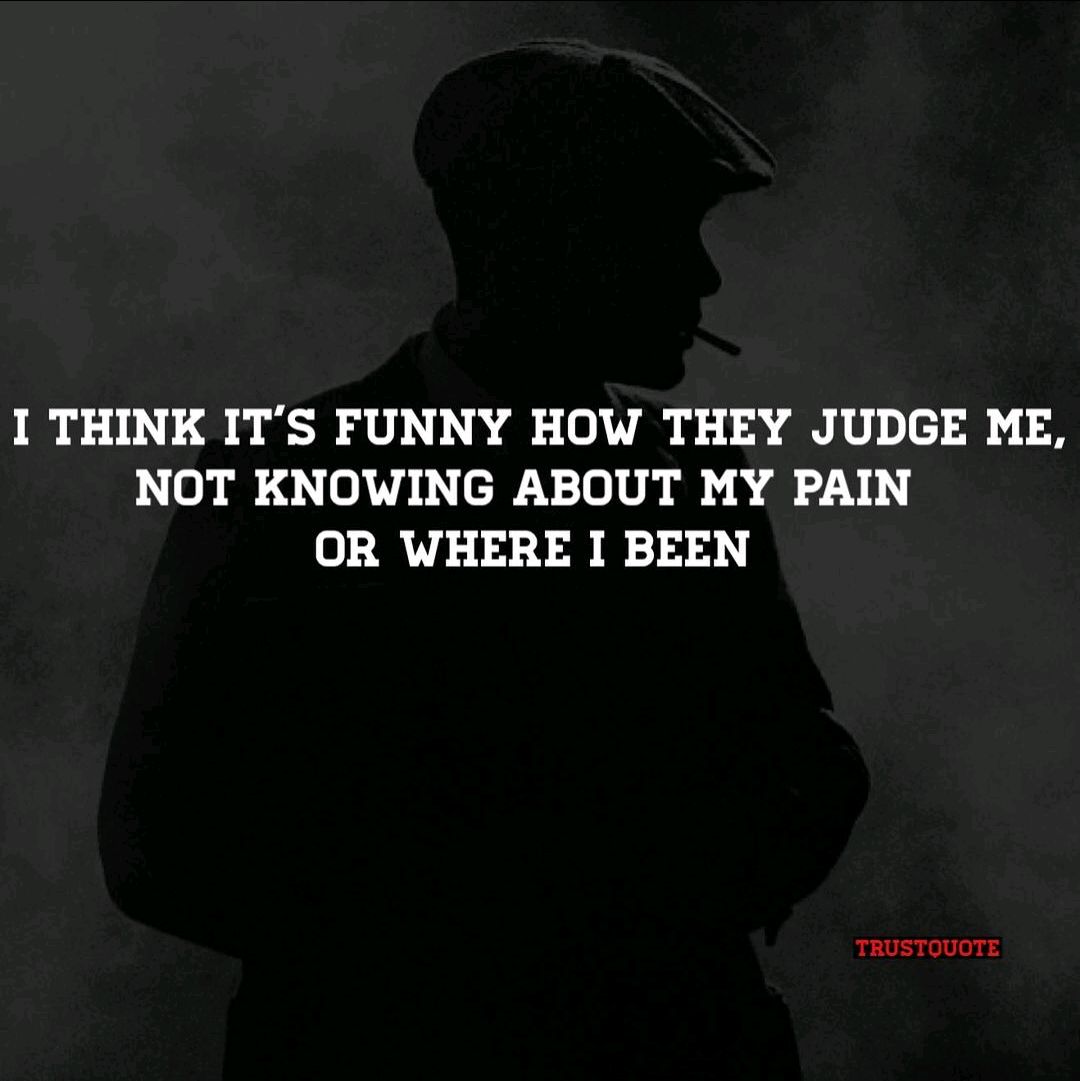 I THINK IT'S FUNNY HOW THEY JUDGE ME,
NOT KNOWING ABOUT MY PAIN
OR WHERE I BEEN
TRUSTQUOTE